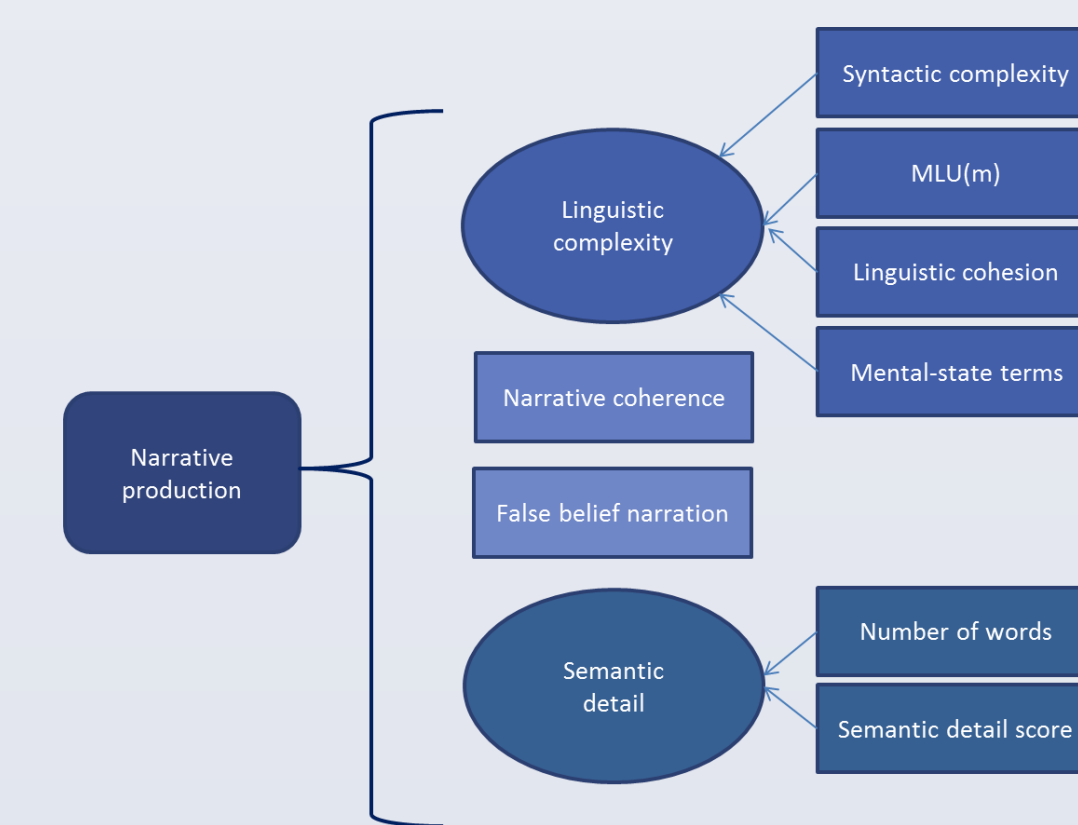 Syntactic complexity
MLU(m)
Linguistic
complexity
Linguistic cohesion
Mental-state terms
Narrative coherence
Narrative
production
False belief narration
Number of words
Semantic
detail
Semantic detail score